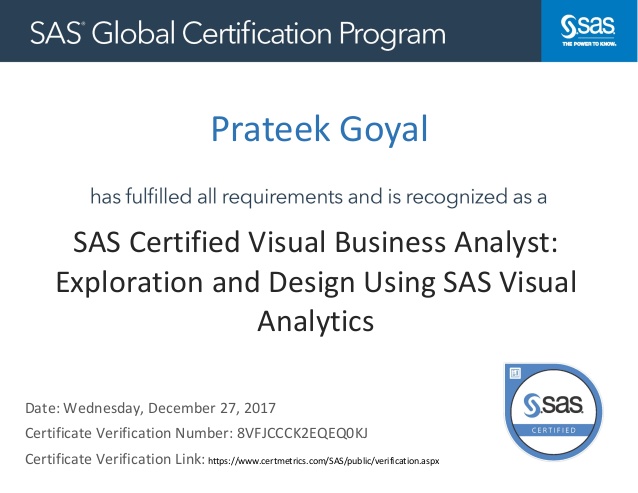 SAS® Global Certification Program
sas
THE POWER TO KNOW.
Prateek Goyal
has fulfilled all requirements and is recognized as a
SAS Certified Visual Business Analyst:
Exploration and Design Using SAS Visual
Analytics
sas
CERTIFIED
Date: Wednesday, December 27, 2017
Certificate Verification Number: 8VFJCCCK2EQEQ0KJ
Certificate Verification Link: https://www.certmetrics.com/SAS/public/verification.aspx